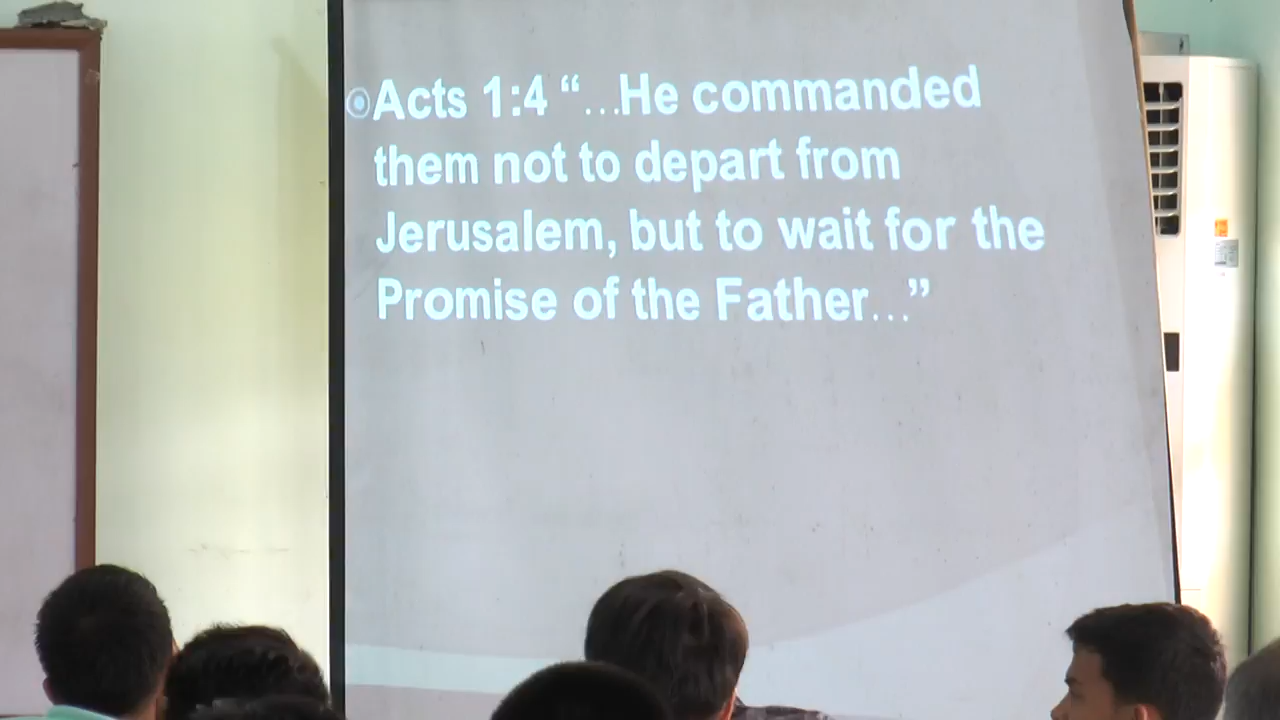 Acts 1:4 “...He commanded
them not to depart from
Jerusalem, but to wait for the
Promise of the Father...”